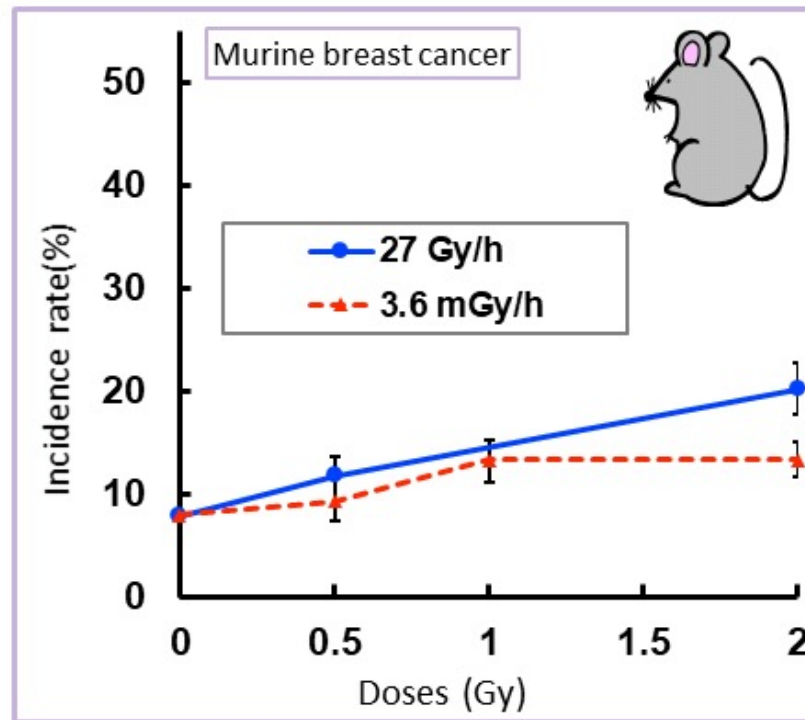 Murine breast cancer
50
40
30
20
10
0
Incidence rate(%)
27 Gy/h
3.6 mGy/h
0 0.5 1 1.5 2
Doses (Gy)